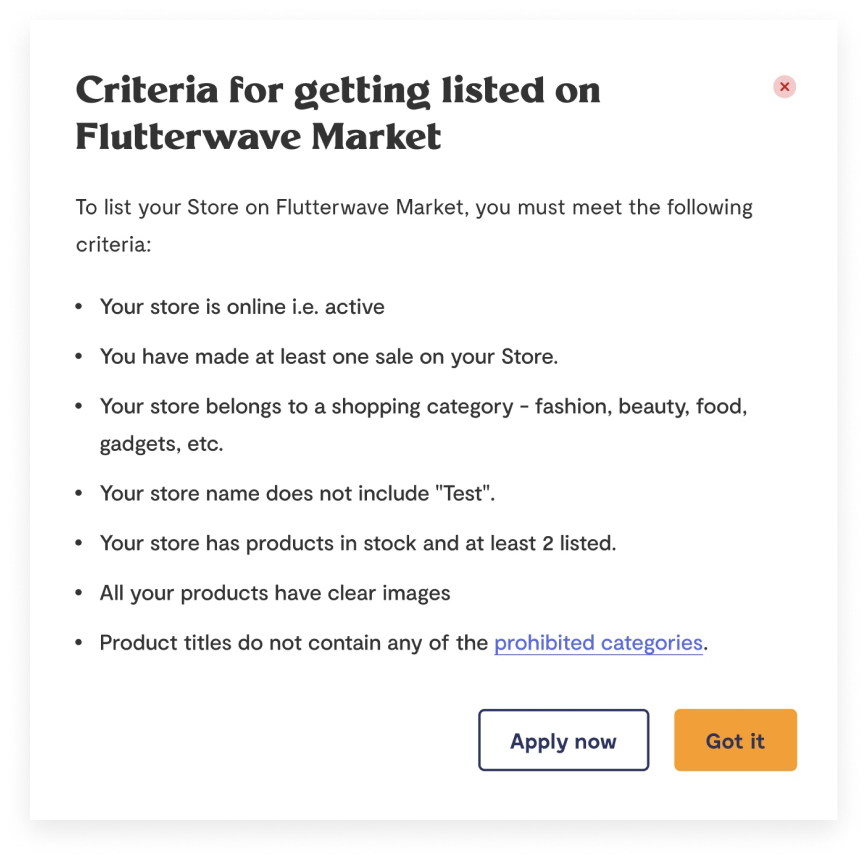 Criteria for getting listed on
Flutterwave Market
To list your Store on Flutterwave Market, you must meet the following
criteria:
• Your store is online i.e. active
• You have made at least one sale on your Store.
• Your store belongs to a shopping category - fashion, beauty, food,
gadgets, etc.
• Your store name does not include "Test".
• Your store has products in stock and at least 2 listed.
• All your products have clear images
• Product titles do not contain any of the prohibited categories.
Apply now
Got it